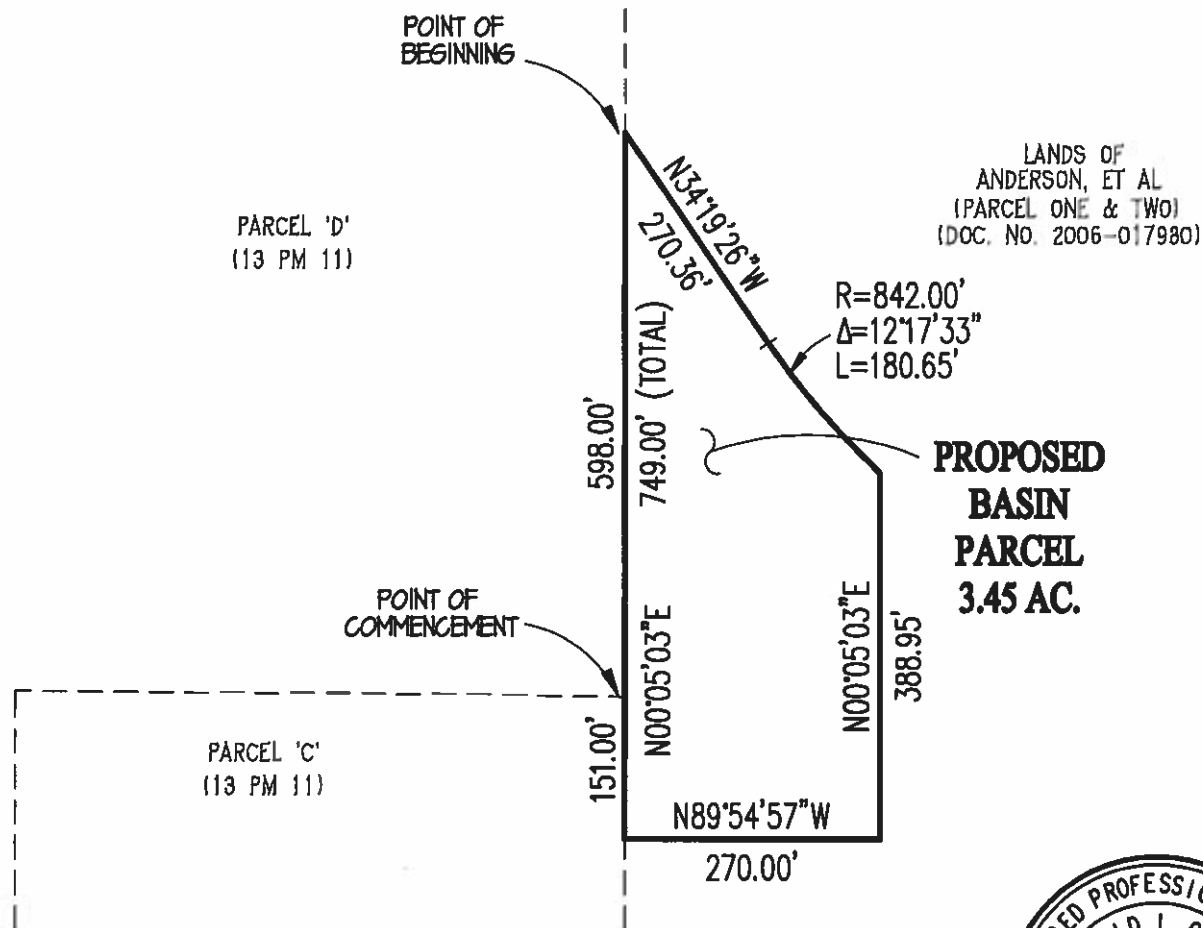 POINT OF
BEGINNING
LANDS OF
ANDERSON, ET AL
(PARCEL ONE & TWO)
(DOC. NO. 2006-017980)
PARCEL 'D'
(13 PM 11)
N34°19'26"W
270.36'
R=842.00'
Δ=12°17'33"
L=180.65'
598.00'
749.00' (TOTAL)
PROPOSED
BASIN
PARCEL
3.45 AC.
POINT OF
COMMENCEMENT
N00°05'03"E
N00°05'03"E
388.95'
PARCEL 'C'
(13 PM 11)
151.00'
N89°54'57"W
270.00'
PROFESSI